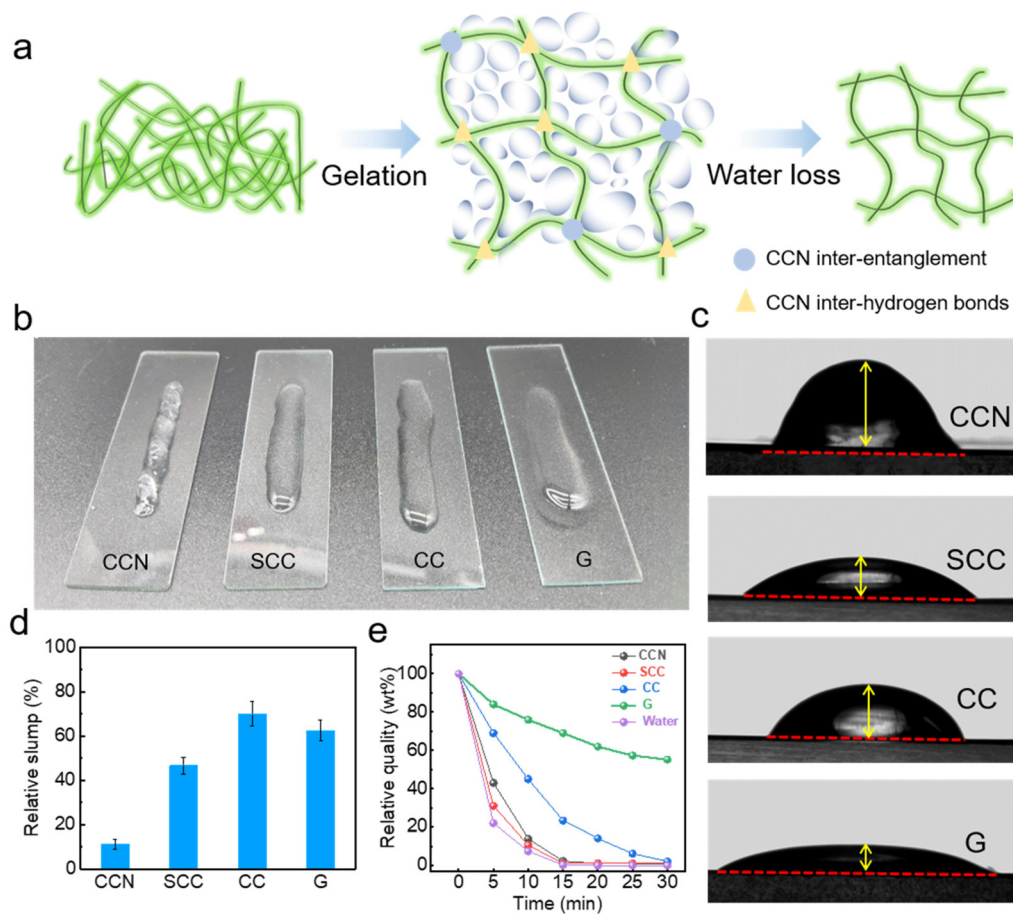 a
Gelation
Water loss
CCN inter-entanglement
CCN inter-hydrogen bonds
b
CCN
SCC
CC
G
c
CCN
SCC
CC
G
d
Relative slump (%)
100
80
60
40
20
0
CCN
SCC
CC
G
e
Relative quality (wt%)
100
80
60
40
20
0
CCN
SCC
CC
G
Water
0
5
10
15
20
25
30
Time (min)